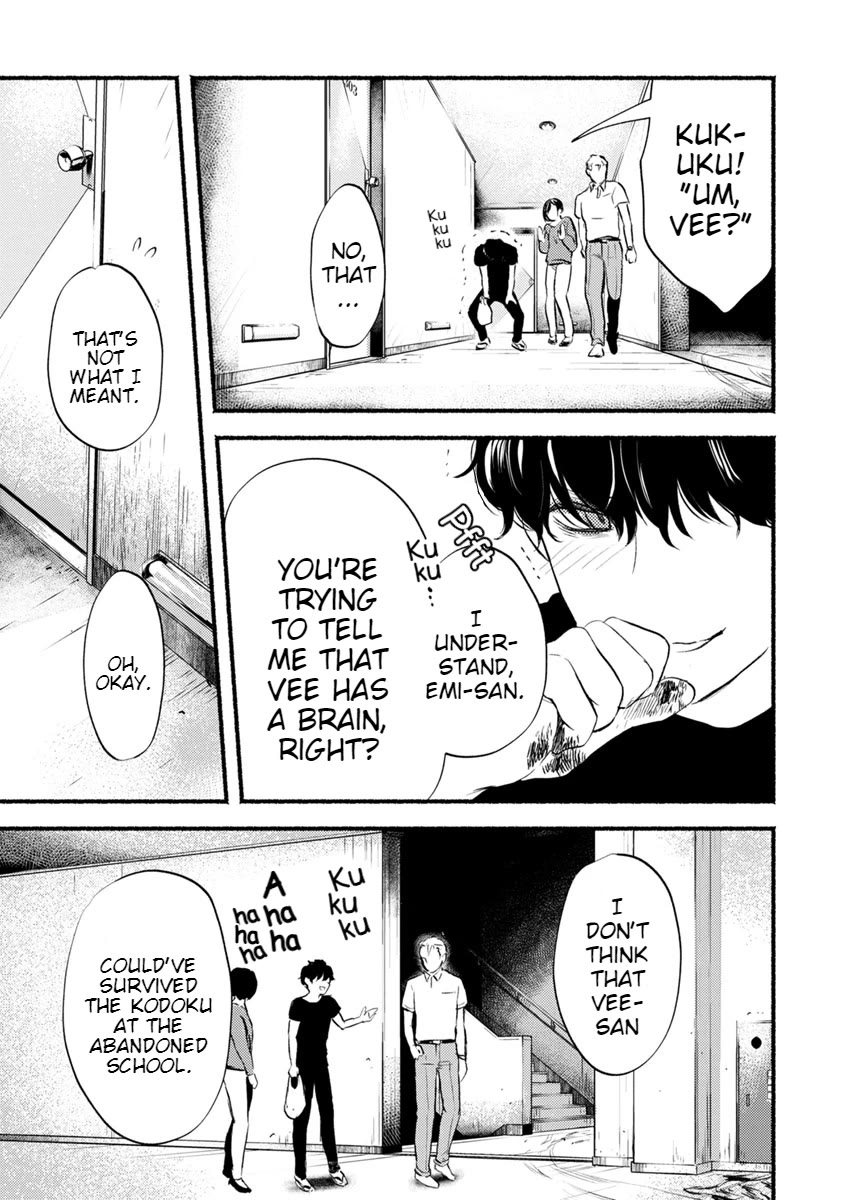 KUK-
UKU!
"UM,
VEE?"
Ku
ku
ku
NO,
THAT
...
THAT'S
NOT
WHAT I
MEANT.
OH,
OKAY.
Pfft
Ku
ku
...
I
UNDER-
STAND,
EMI-SAN.
YOU'RE
TRYING
TO TELL
ME THAT
VEE HAS
A BRAIN,
RIGHT?
I
DON'T
THINK
THAT
VEE-
SAN
Ku
ku
ku
A
ha
ha
ha
ha
ha
COULD'VE
SURVIVED
THE KODOKU
AT THE
ABANDONED
SCHOOL.